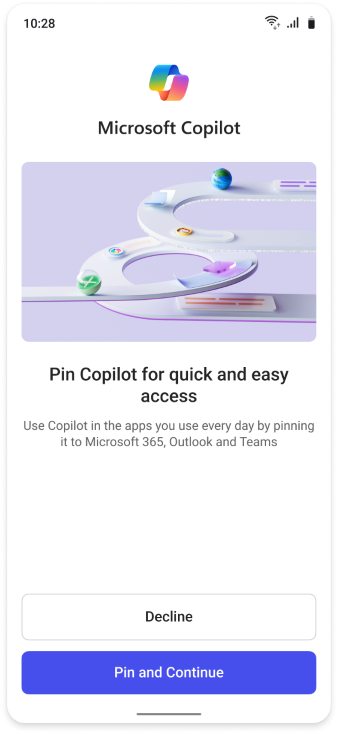 10:28
Microsoft Copilot
Pin Copilot for quick and easy
access
Use Copilot in the apps you use every day by pinning
it to Microsoft 365, Outlook and Teams
Decline
Pin and Continue